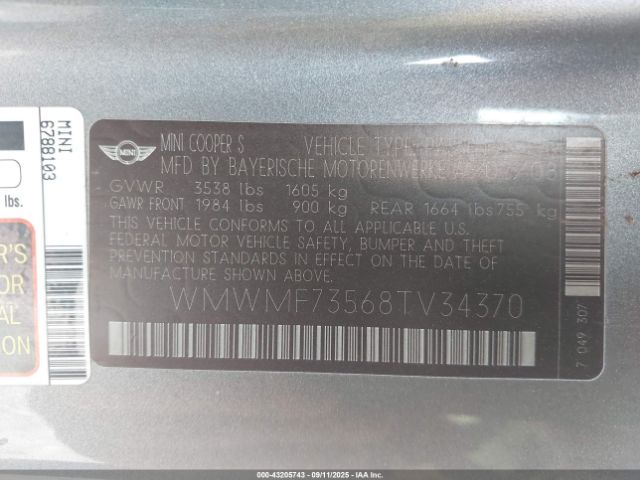 MINI
6788103
lbs.
R'S
OR
AL
ION
MINI
MINI COOPER S VEHICLE TYPE
MFD BY BAYERISCHE MOTORENWERKE
GVWR 3538 lbs 1605 kg
GAWR FRONT 1984 lbs 900 kg REAR 1664 lbs 755 kg
THIS VEHICLE CONFORMS TO ALL APPLICABLE U.S.
FEDERAL MOTOR VEHICLE SAFETY, BUMPER AND THEFT
PREVENTION STANDARDS IN EFFECT ON THE DATE OF
MANUFACTURE SHOWN ABOVE.
WMWMF73568TV34370
7 049 307
000-43205743 - 09/11/2025 - COPART